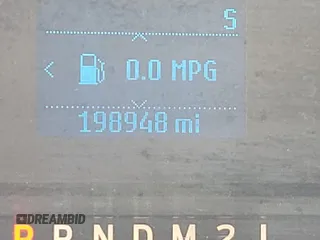 S
0.0 MPG
198948 mi
DREAMBID
P R N D M 2 1